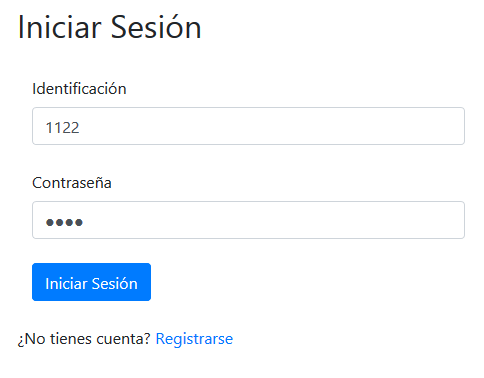 Iniciar Sesión
Identificación
1122
Contraseña
••••
Iniciar Sesión
¿No tienes cuenta? Registrarse